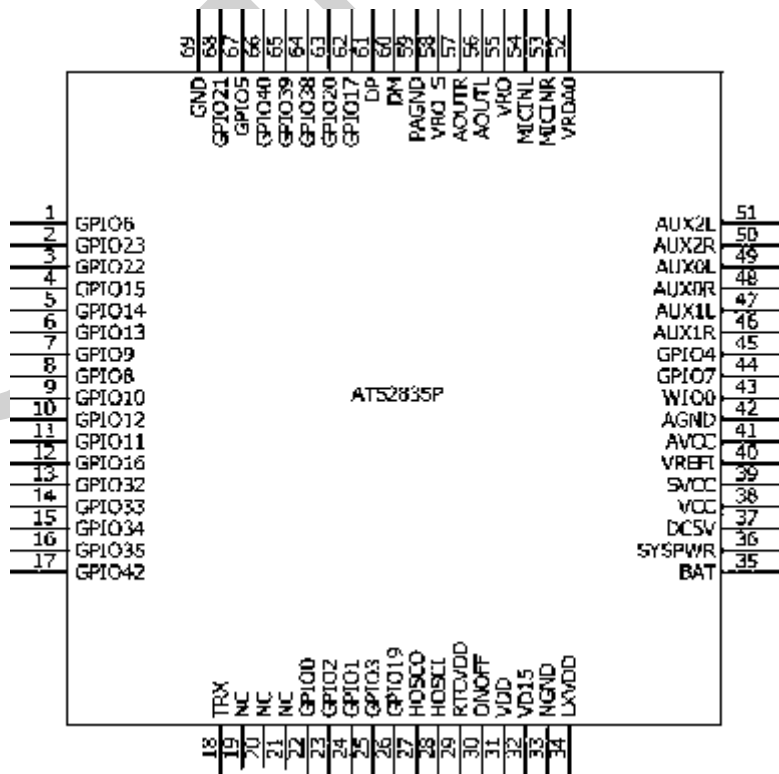 69 68 67 66 65 64 63 62 61 60 59 58 57 56 55 54 53 52
GND GPIO21 GPIO5 GPIO40 GPIO39 GPIO38 GPIO20 GPIO17 DP DM PAGND VRO_S AOUTR AOUTL VRO MICINL MICINR VRDA0
1 GPIO6
2 GPIO23
3 GPIO22
4 GPIO15
5 GPIO14
6 GPIO13
7 GPIO9
8 GPIO8
9 GPIO10
10 GPIO12
11 GPIO11
12 GPIO16
13 GPIO32
14 GPIO33
15 GPIO34
16 GPIO35
17 GPIO42
ATS2835P
AUX2L 51
AUX2R 50
AUX0L 49
AUX0R 48
AUX1L 47
AUX1R 46
GPIO4 45
GPIO7 44
WIO0 43
AGND 42
AVCC 41
VREFI 40
SVCC 39
VCC 38
DC5V 37
SYSPWR 36
BAT 35
TRX NC NC NC GPIO0 GPIO2 GPIO1 GPIO3 GPIO19 HOSCO HOSCI RTCVDD ONOFF VDD VD15 NGND LXVDD
18 19 20 21 22 23 24 25 26 27 28 29 30 31 32 33 34